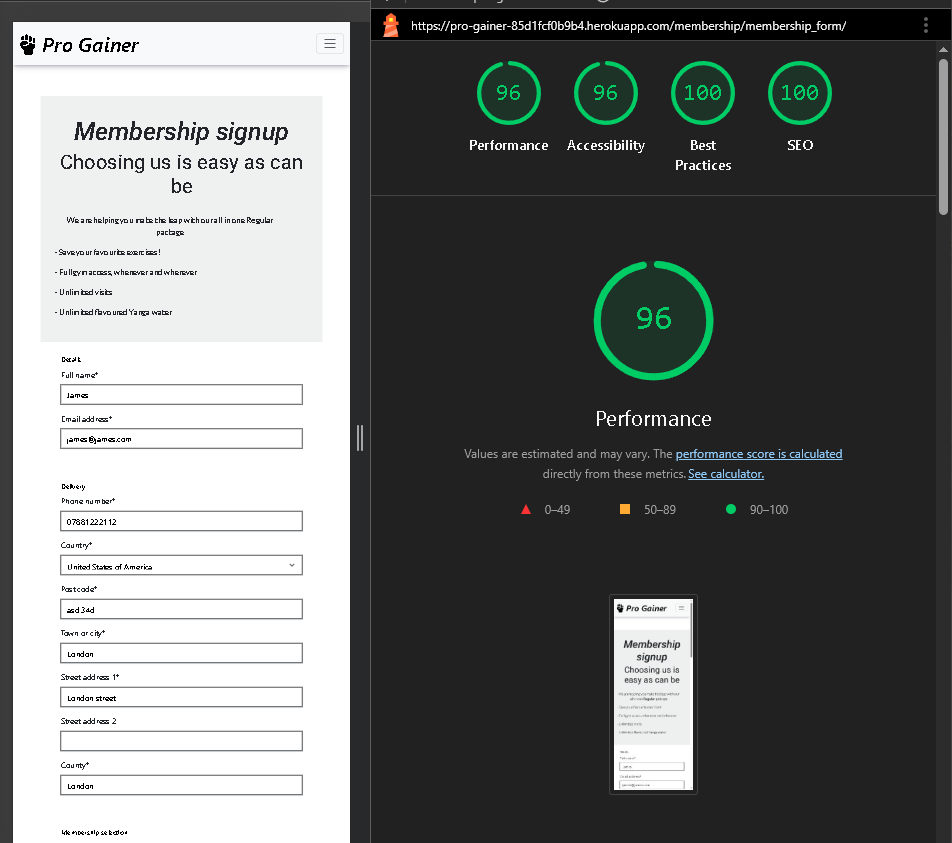 Pro Gainer
Membership signup
Choosing us is easy as can
be
We are helping you make the leap with our all in one Regular
package
- Save your favourite exercises!
- Full gym access, whenever and wherever
- Unlimited visits
- Unlimited flavoured Yanga water
Details
Full name*
James
Email address*
james@james.com
Delivery
Phone number*
07881222112
Country*
United States of America
Post code*
asd 34d
Town or city*
London
Street address 1*
London street
Street address 2
County*
London
Membership selection
https://pro-gainer-85d1fcf0b9b4.herokuapp.com/membership/membership_form/
96
96
100
100
Performance
Accessibility
Best
Practices
SEO
96
Performance
Values are estimated and may vary. The performance score is calculated
directly from these metrics. See calculator.
0–49
50–89
90–100
Pro Gainer
Membership
signup
Choosing us is
easy as can be